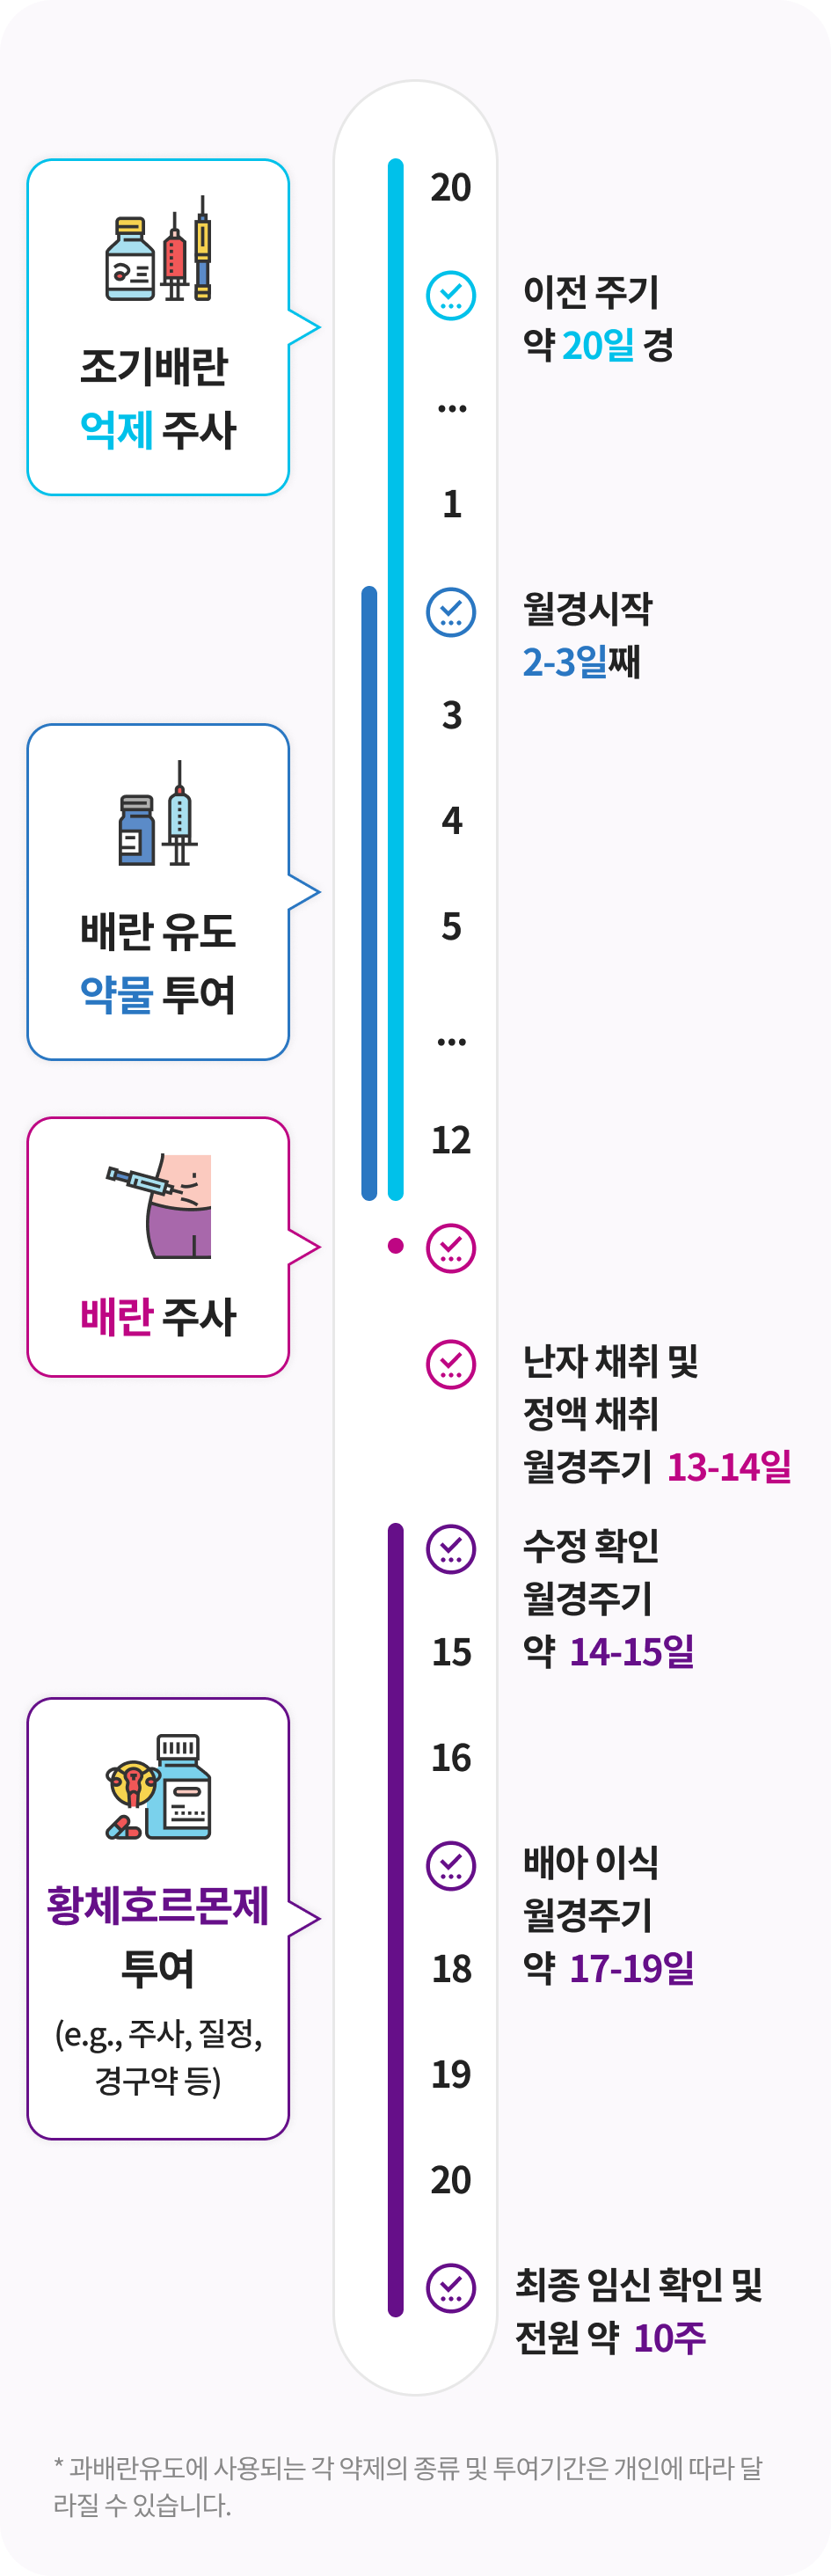 20
조기배란
억제 주사
이전 주기
약 20일 경
...
1
월경시작
2-3일째
3
4
배란 유도
약물 투여
5
...
12
배란 주사
난자 채취 및
정액 채취
월경주기 13-14일
수정 확인
월경주기
약 14-15일
15
16
황체호르몬제
투여
(e.g., 주사, 질정,
경구약 등)
배아 이식
월경주기
약 17-19일
18
19
20
최종 임신 확인 및
전원 약 10주
* 과배란유도에 사용되는 각 약제의 종류 및 투여기간은 개인에 따라 달
라질 수 있습니다.